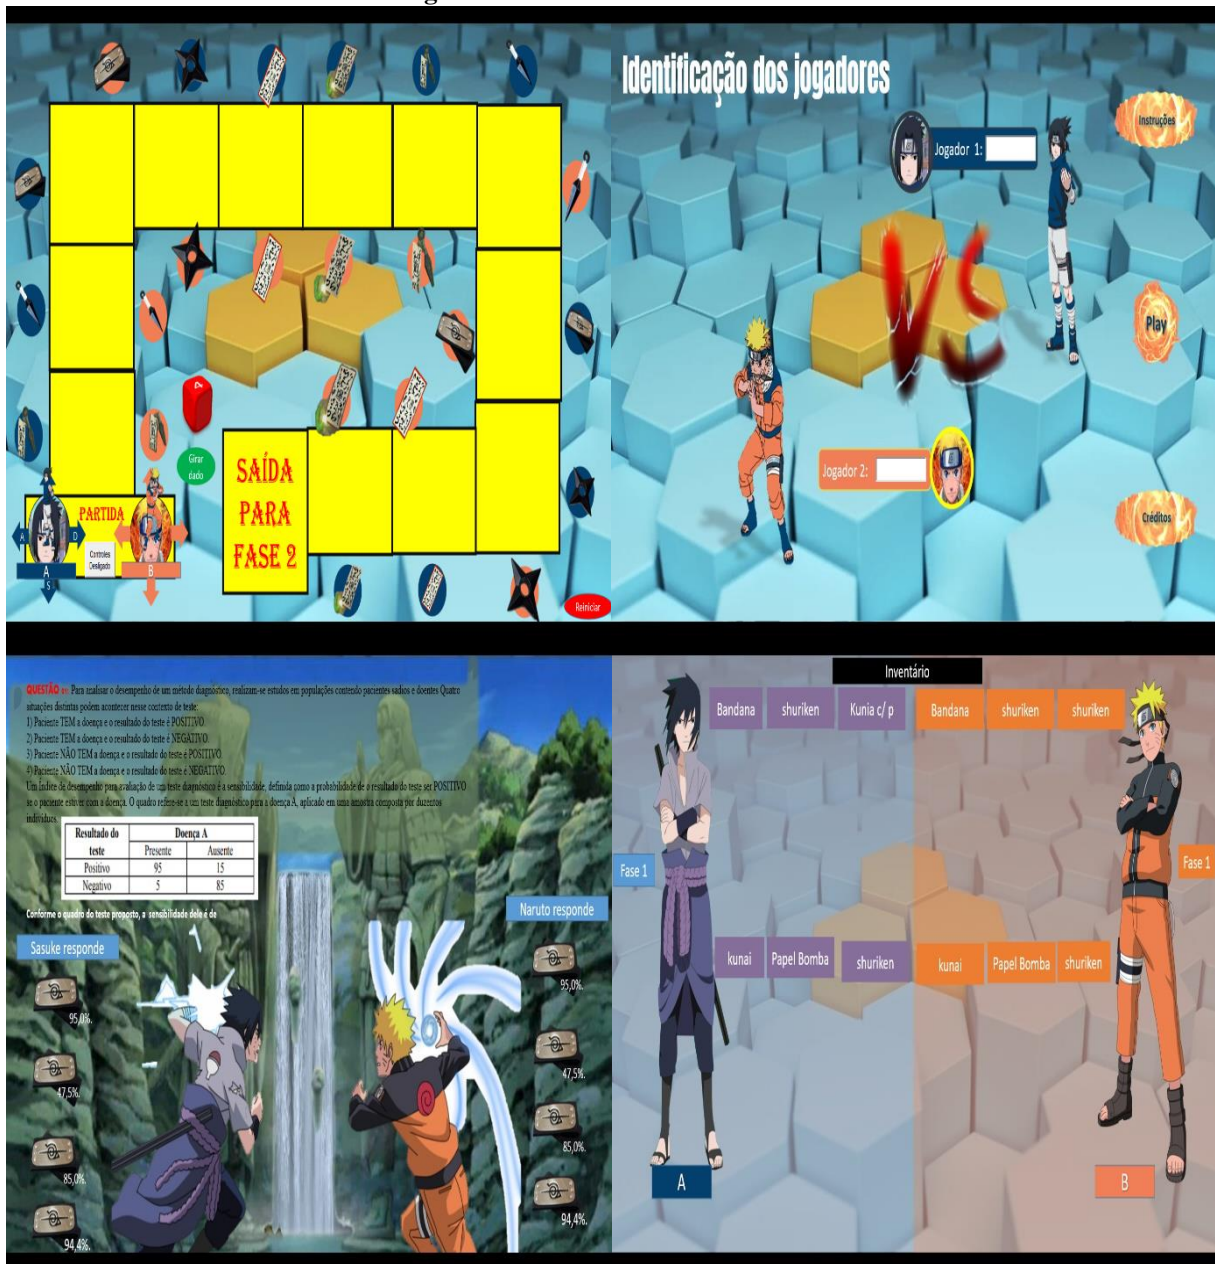 SAÍDA
PARA
FASE 2
PARTIDA
Girar
dado
Controles
Desligado
A
D
A
S
B
Reiniciar
Identificação dos jogadores
Jogador 1:
Instruções
VS
Play
Jogador 2:
Créditos
QUESTÃO 01: Para analisar o desempenho de um método diagnóstico, realizam-se estudos em populações contendo pacientes sadios e doentes Quatro
situações distintas podem acontecer nesse contexto de teste:
1) Paciente TEM a doença e o resultado do teste é POSITIVO.
2) Paciente TEM a doença e o resultado do teste é NEGATIVO.
3) Paciente NÃO TEM a doença e o resultado do teste é POSITIVO.
4) Paciente NÃO TEM a doença e o resultado do teste é NEGATIVO.
Um índice de desempenho para avaliação de um teste diagnóstico é a sensibilidade, definida como a probabilidade de o resultado do teste ser POSITIVO
se o paciente estiver com a doença. O quadro refere-se a um teste diagnóstico para a doença A, aplicado em uma amostra composta por duzentos
indivíduos.
Resultado do teste Doença A
Presente Ausente
Positivo 95 15
Negativo 5 85
Conforme o quadro do teste proposto, a sensibilidade dele é de
Sasuke responde
95,0%.
47,5%.
85,0%.
94,4%.
Naruto responde
95,0%.
47,5%.
85,0%.
94,4%.
Inventário
Bandana shuriken Kunia c/ p Bandana shuriken shuriken
Fase 1 Fase 1
kunai Papel Bomba shuriken kunai Papel Bomba shuriken
A B